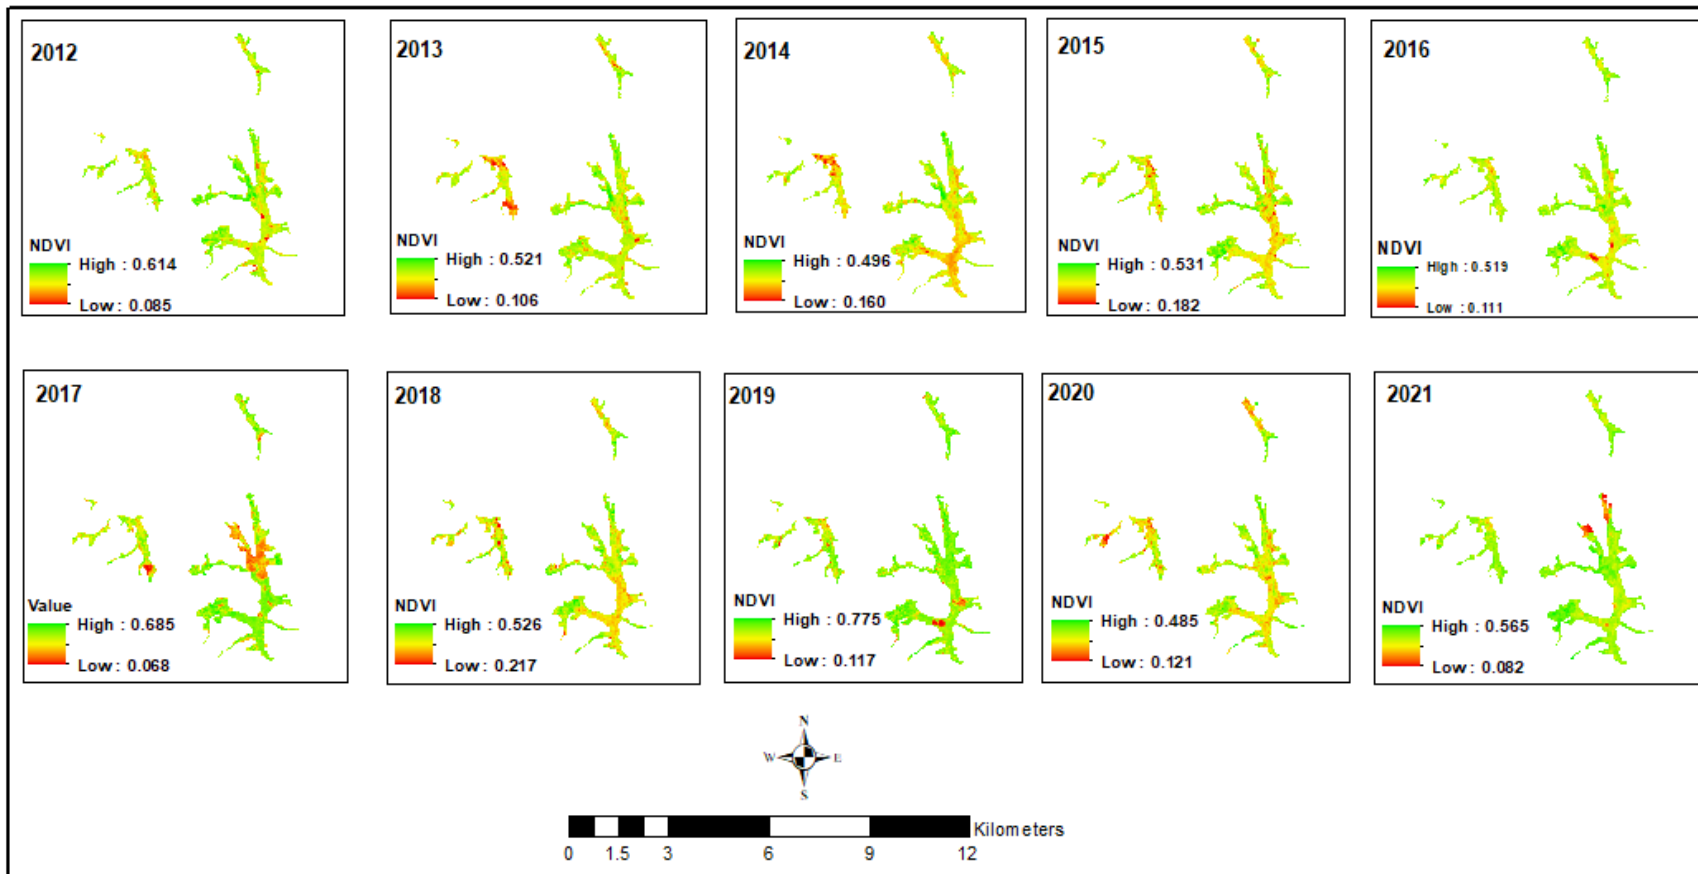 2012
NDVI
High : 0.614
Low : 0.085
2013
NDVI
High : 0.521
Low : 0.106
2014
NDVI
High : 0.496
Low : 0.160
2015
NDVI
High : 0.531
Low : 0.182
2016
NDVI
High : 0.519
Low : 0.111
2017
Value
High : 0.685
Low : 0.068
2018
NDVI
High : 0.526
Low : 0.217
2019
NDVI
High : 0.775
Low : 0.117
2020
NDVI
High : 0.485
Low : 0.121
2021
NDVI
High : 0.565
Low : 0.082
N
W E
S
Kilometers
0 1.5 3 6 9 12